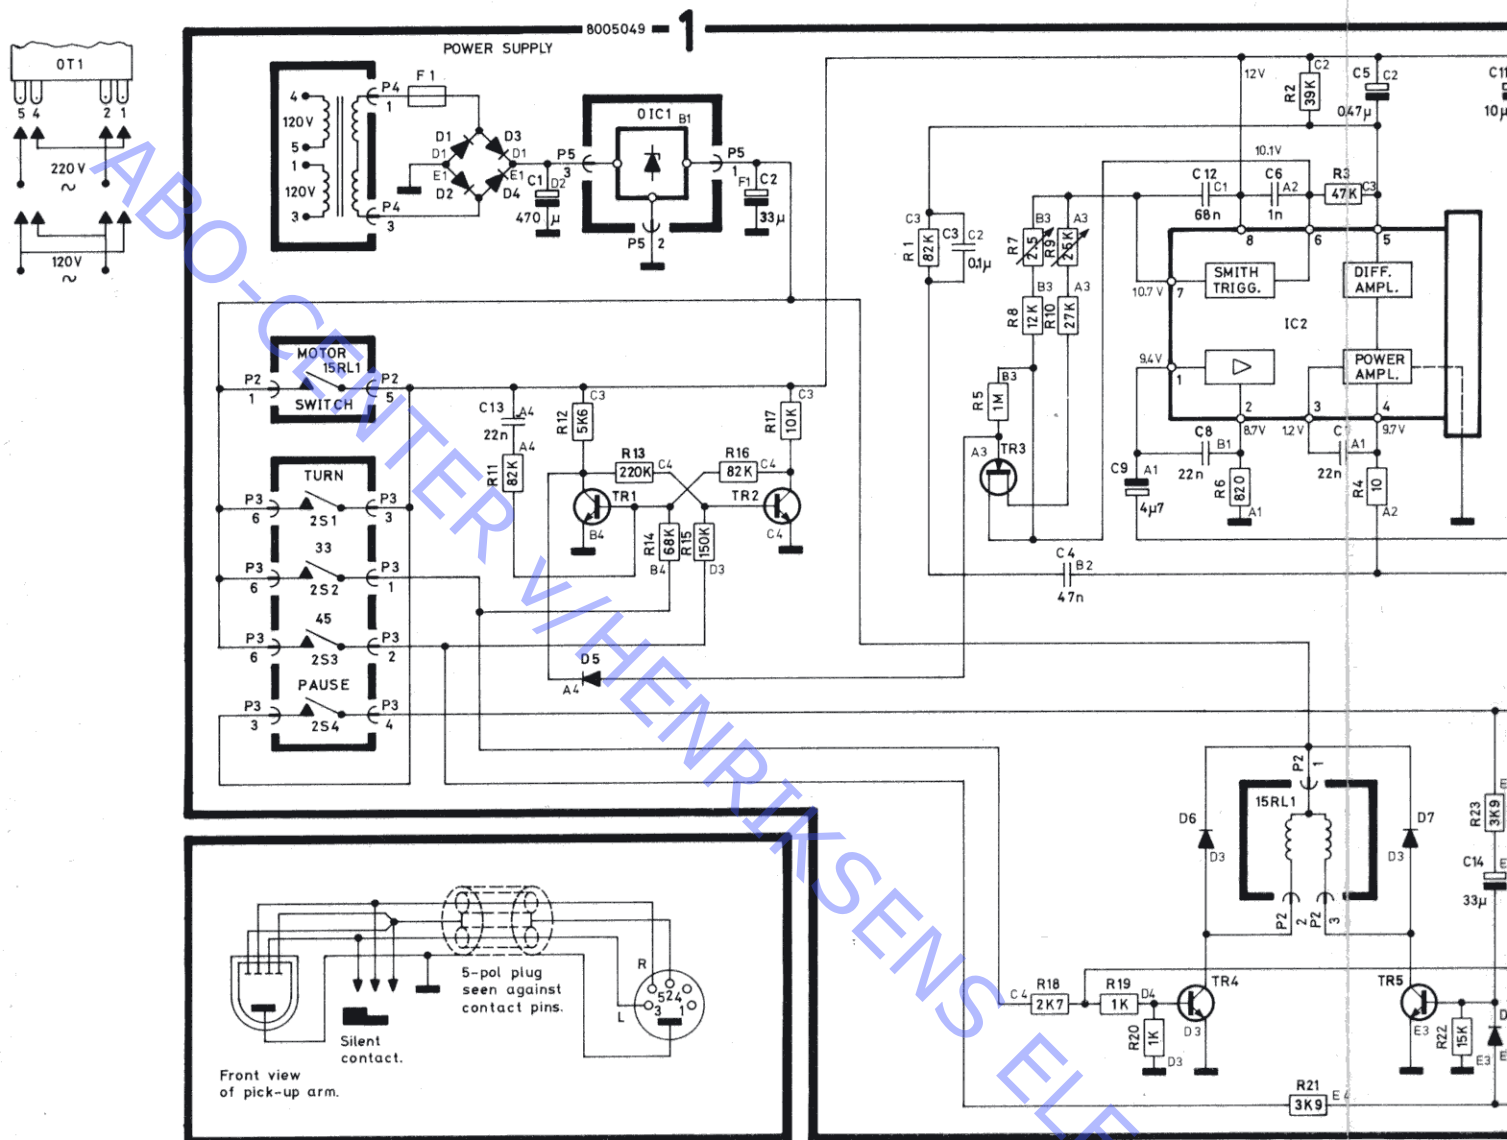 8005049
1
POWER SUPPLY
OT1
5 4 2 1
220V
~
120V
~
4
120V
5
1
120V
3
P4
1
F1
P4
3
D1
D1
D3
D1
E1
D2
E1
D4
P5
3
C1
D2
470 µ
OIC1
B1
P5
2
P5
1
F1
C2
33µ
12V
R2
39K
C2
C5
C2
0.47µ
C11
10µ
10.1V
C12
C1
68n
C6
A2
1n
R3
47K
C3
C3
R1
82K
C3
C2
0.1µ
B3
R7
2,5
A3
R9
25K
B3
R8
12K
A3
R10
27K
8
6
5
10.7V
7
SMITH
TRIGG.
DIFF.
AMPL.
IC2
9.4V
1
POWER
AMPL.
2
3
4
8.7V
1.2V
9.7V
C8
B1
22n
A1
22n
C9
A1
4µ7
R6
820
A1
R4
10
A2
MOTOR
15RL1
SWITCH
P2
1
P2
5
C13
A4
22n
A4
R11
82K
C3
R12
5K6
C3
R17
10K
R13
220K
C4
R16
82K
C4
TR1
B4
TR2
C4
R14
68K
B4
R15
150K
D3
B3
R5
1M
A3
TR3
C4
B2
47n
TURN
P3
6
2S1
P3
3
33
P3
6
2S2
P3
1
45
P3
6
2S3
P3
2
PAUSE
P3
3
2S4
P3
4
D5
A4
P2
1
15RL1
D6
D3
D7
D3
P2
2
P2
3
R23
3K9
E
C14
E
33µ
C4
R18
2K7
R19
1K
D4
R20
1K
D3
TR4
D3
TR5
E3
R22
15K
E3
D
E
R21
3K9
E4
5-pol plug
seen against
contact pins.
R
L
5 2 4
3 1
Silent
contact.
Front view
of pick-up arm.
ABO-CENTER v/HENRIKSENS ELE